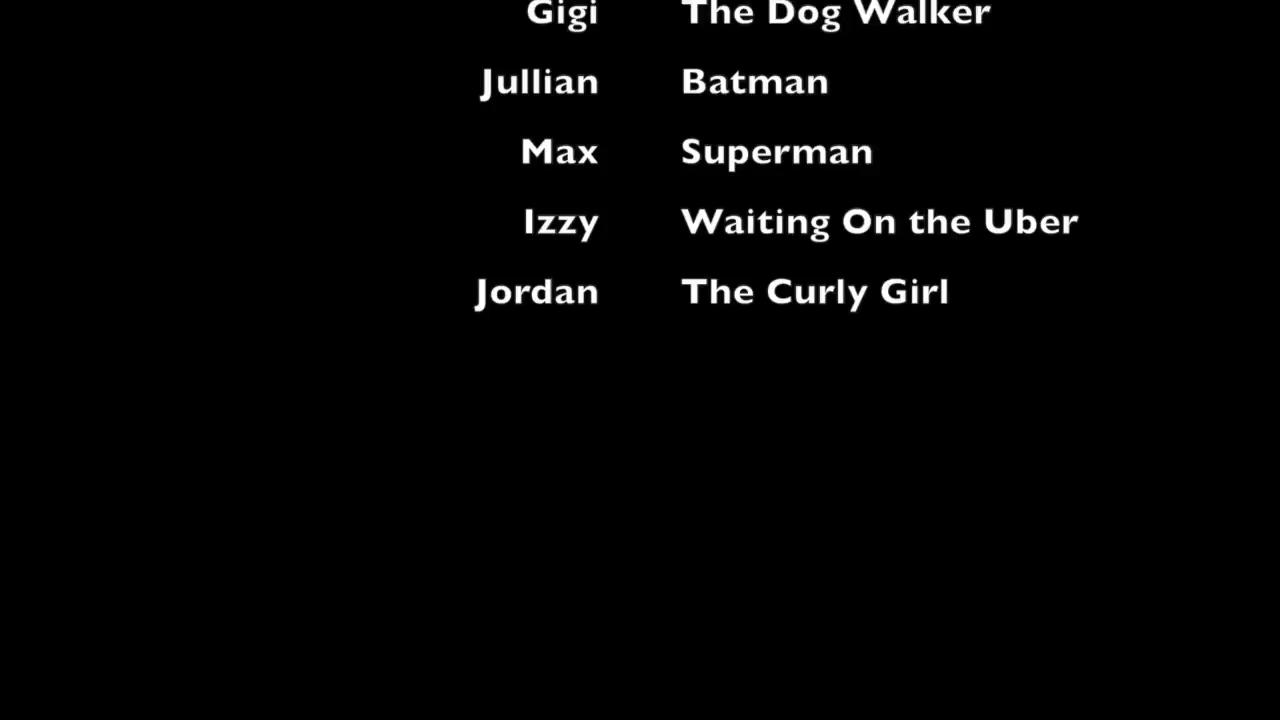 Gigi The Dog Walker
Jullian Batman
Max Superman
Izzy Waiting On the Uber
Jordan The Curly Girl